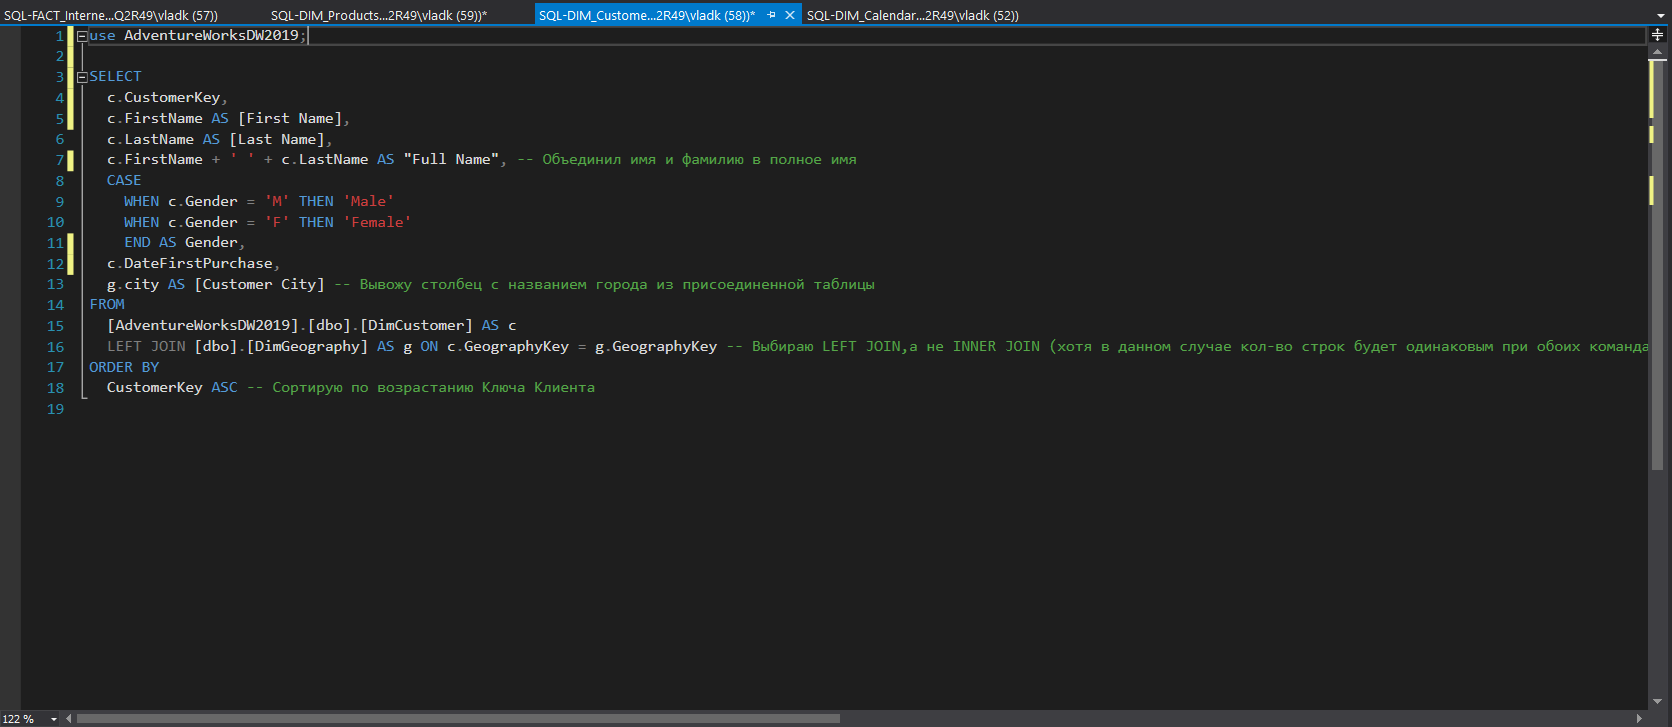 SQL-FACT_Interne...Q2R49\vladk (57)) SQL-DIM_Products...2R49\vladk (59))* SQL-DIM_Custome...2R49\vladk (58))* SQL-DIM_Calendar...2R49\vladk (52))
1 use AdventureWorksDW2019;
2
3 SELECT
4 c.CustomerKey,
5 c.FirstName AS [First Name],
6 c.LastName AS [Last Name],
7 c.FirstName + ' ' + c.LastName AS "Full Name", -- Объединил имя и фамилию в полное имя
8 CASE
9 WHEN c.Gender = 'M' THEN 'Male'
10 WHEN c.Gender = 'F' THEN 'Female'
11 END AS Gender,
12 c.DateFirstPurchase,
13 g.city AS [Customer City] -- Вывожу столбец с названием города из присоединенной таблицы
14 FROM
15 [AdventureWorksDW2019].[dbo].[DimCustomer] AS c
16 LEFT JOIN [dbo].[DimGeography] AS g ON c.GeographyKey = g.GeographyKey -- Выбираю LEFT JOIN,а не INNER JOIN (хотя в данном случае кол-во строк будет одинаковым при обоих команда
17 ORDER BY
18 CustomerKey ASC -- Сортирую по возрастанию Ключа Клиента
19
122 %